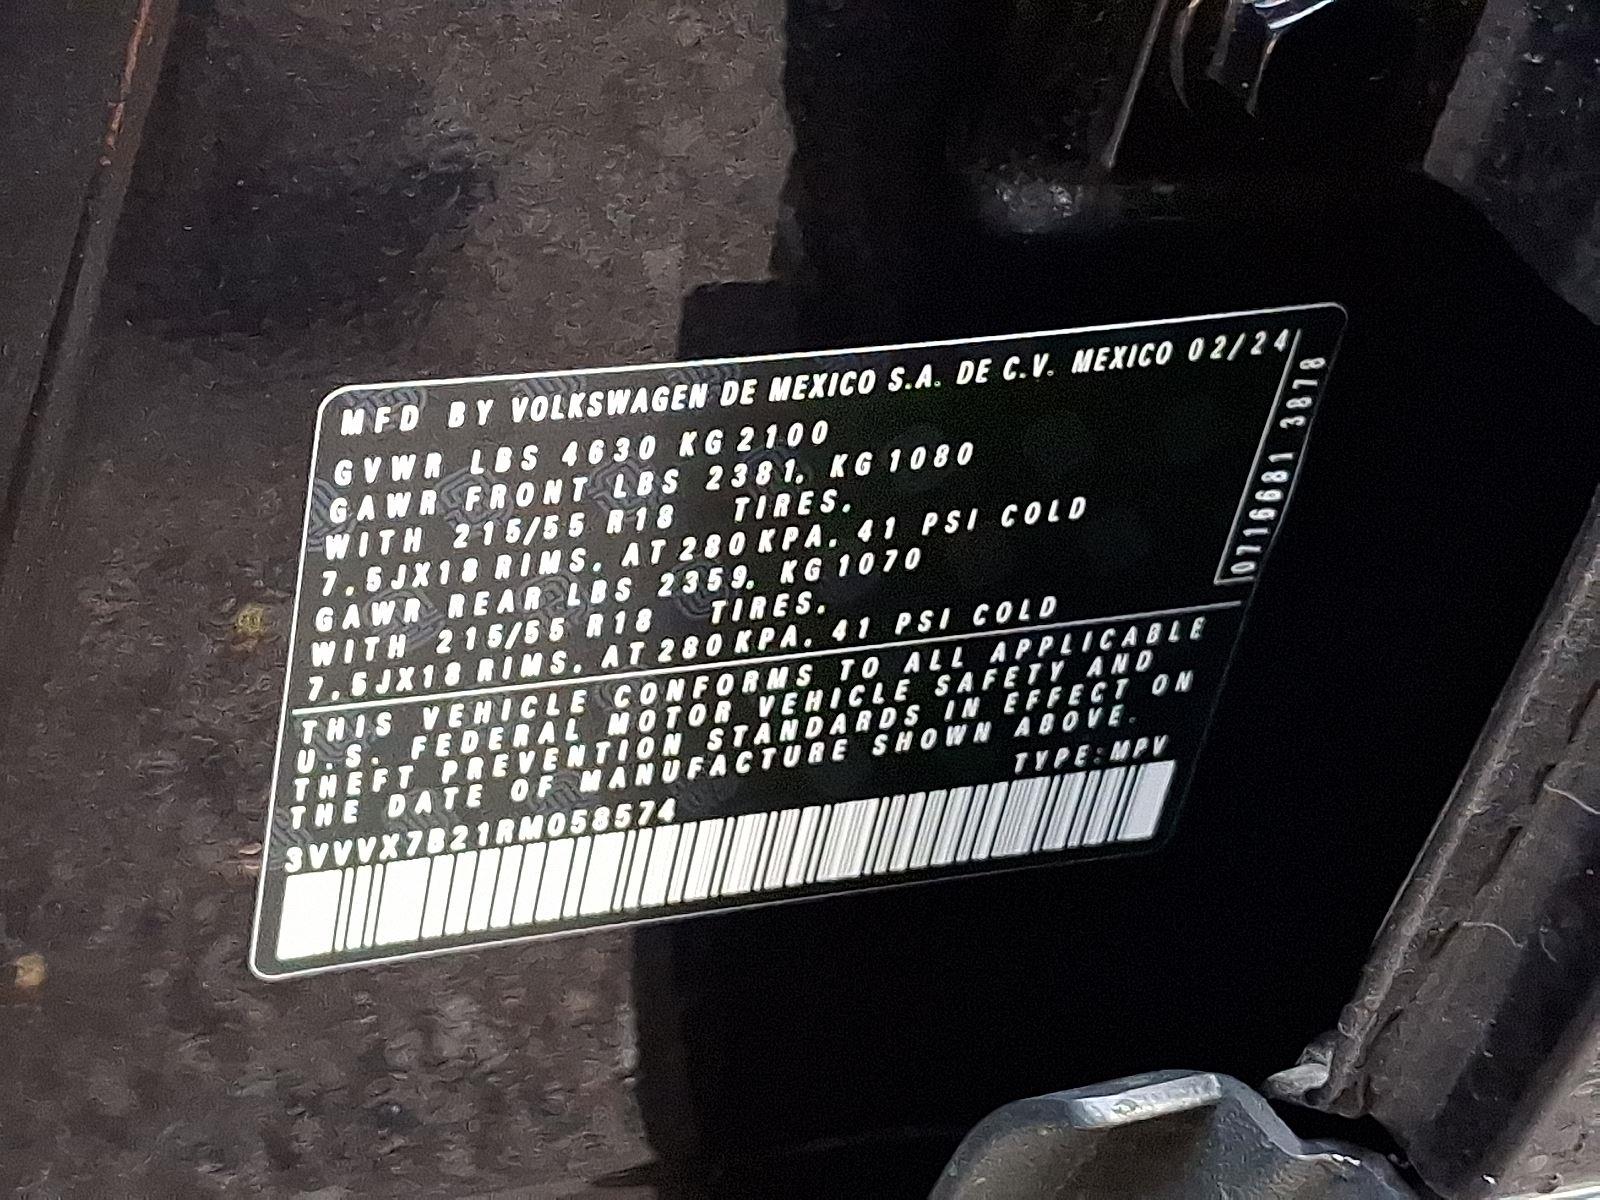 MFD BY VOLKSWAGEN DE MEXICO S.A. DE C.V. MEXICO 02/24
GVWR LBS 4630 KG 2100
GAWR FRONT LBS 2381, KG 1080
WITH 215/55 R18 TIRES.
7.5JX18 RIMS. AT 280 KPA. 41 PSI COLD
GAWR REAR LBS 2359, KG 1070
WITH 215/55 R18 TIRES.
7.5JX18 RIMS. AT 280 KPA. 41 PSI COLD
0716681 3878
THIS VEHICLE CONFORMS TO ALL APPLICABLE
U.S. FEDERAL MOTOR VEHICLE SAFETY AND
THEFT PREVENTION STANDARDS IN EFFECT ON
THE DATE OF MANUFACTURE SHOWN ABOVE.
TYPE: MPV
3VVVX7B21RM058574